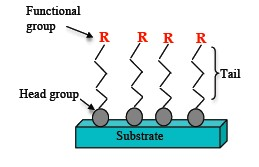 Functional
group
R R R R
Tail
Head group
Substrate